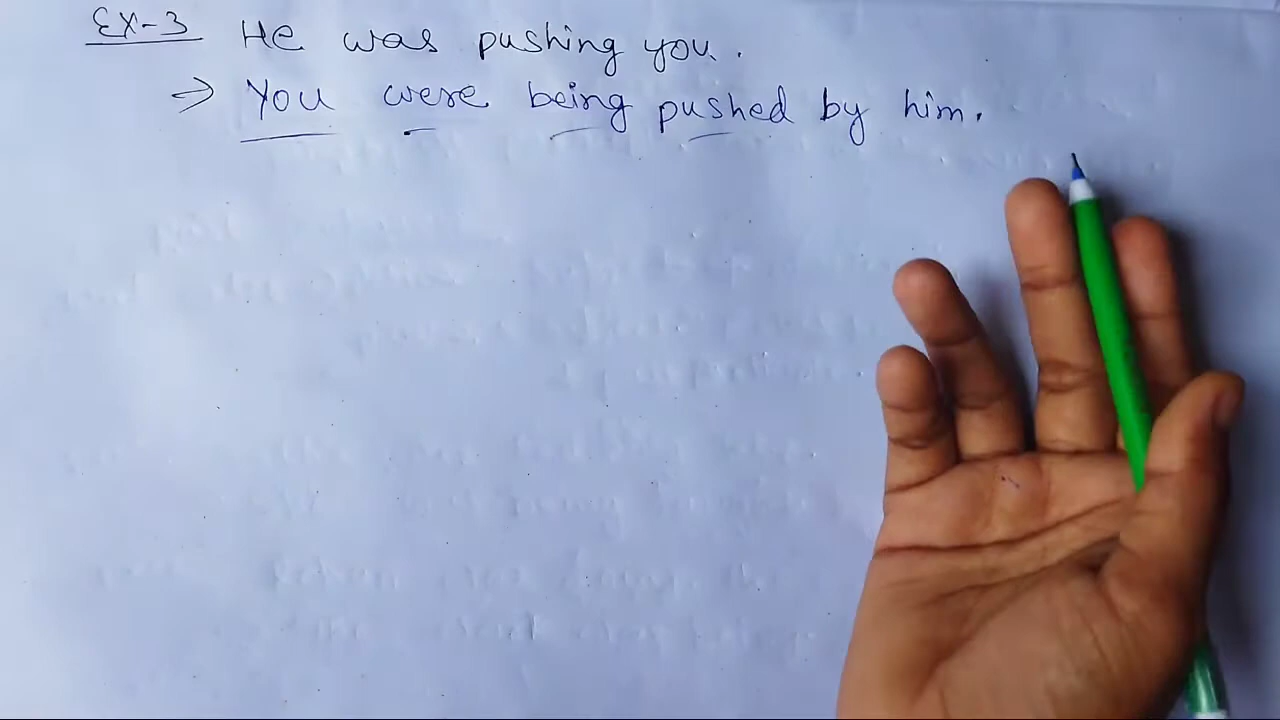 Ex-3 He was pushing you.
→ You were being pushed by him.